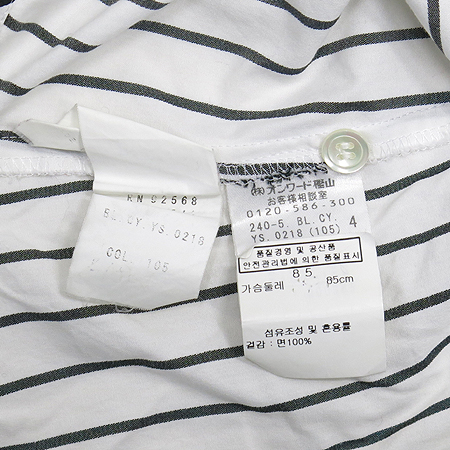 RN 92568
BL.CY.YS.0218
COL. 105
(株)オンワード樫山
お客様相談室
0120-586-300
240-5. BL.CY.
YS.0218 (105) 4
품질경영 및 공산품
안전관리법에 의한 품질표시
85
가슴둘레 85cm
섬유조성 및 혼용률
겉감 : 면100%